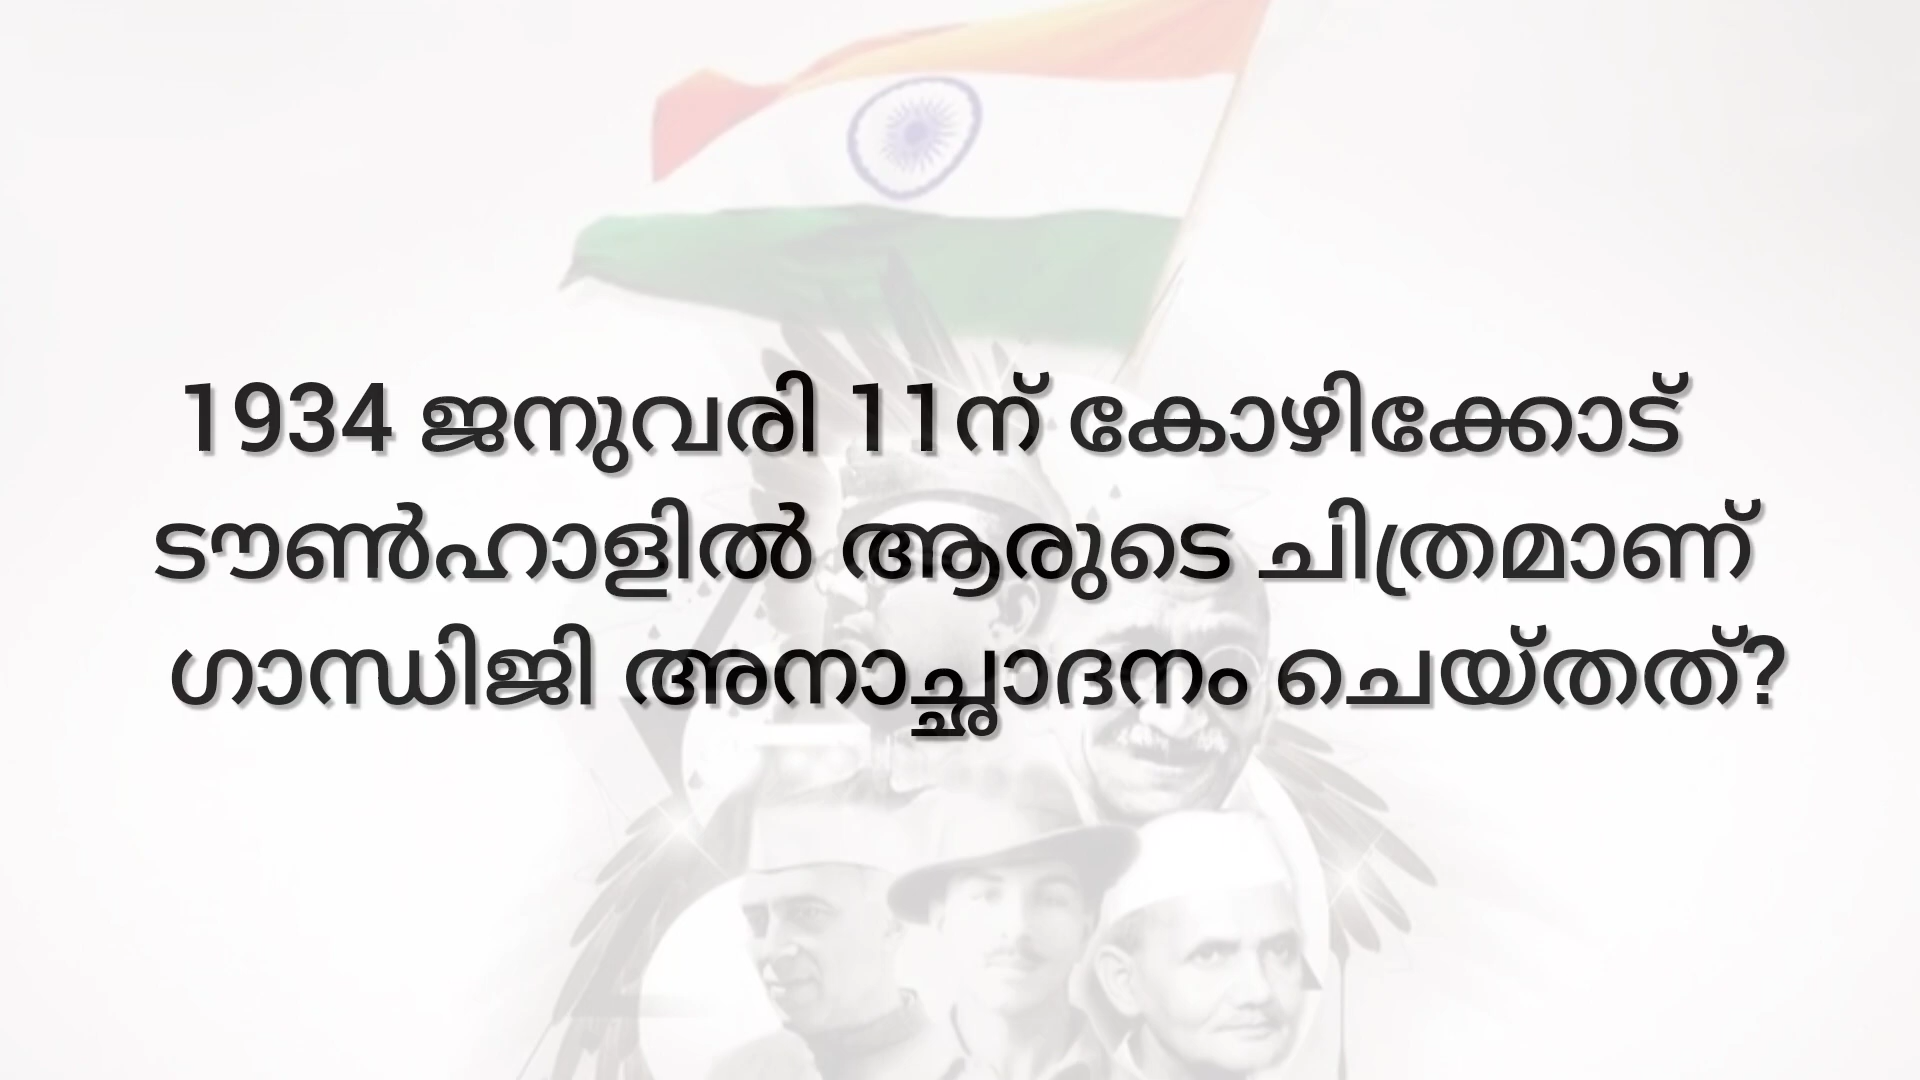 1934 ജനുവരി 11ന് കോഴിക്കോട്
ടൗൺഹാളിൽ ആരുടെ ചിത്രമാണ്
ഗാന്ധിജി അനാച്ഛാദനം ചെയ്തത്?